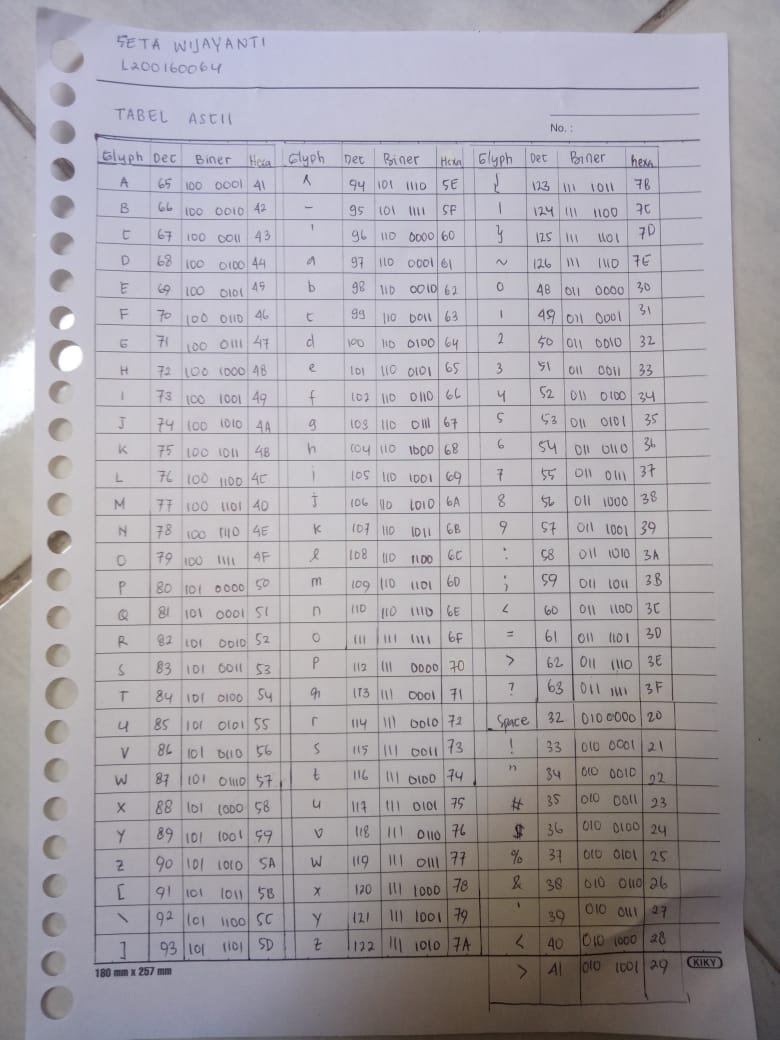 SETA WIJAYANTI
L200160064
TABEL ASCII
No. :
Glyph Dec Biner Hexa Glyph Dec Biner Hexa Glyph Dec Biner hexa
A 65 100 0001 41 ^ 94 101 1110 5E { 123 111 1011 7B
B 66 100 0010 42 - 95 101 1111 5F | 124 111 1100 7C
C 67 100 0011 43 ' 96 110 0000 60 } 125 111 1101 7D
D 68 100 0100 44 a 97 110 0001 61 ~ 126 111 1110 7E
E 69 100 0101 45 b 98 110 0010 62 0 48 011 0000 30
F 70 100 0110 46 c 99 110 0011 63 1 49 011 0001 31
G 71 100 0111 47 d 100 110 0100 64 2 50 011 0010 32
H 72 100 1000 48 e 101 110 0101 65 3 51 011 0011 33
I 73 100 1001 49 f 102 110 0110 66 4 52 011 0100 34
J 74 100 1010 4A g 103 110 0111 67 5 53 011 0101 35
K 75 100 1011 4B h 104 110 1000 68 6 54 011 0110 36
L 76 100 1100 4C i 105 110 1001 69 7 55 011 0111 37
M 77 100 1101 4D j 106 110 1010 6A 8 56 011 1000 38
N 78 100 1110 4E k 107 110 1011 6B 9 57 011 1001 39
O 79 100 1111 4F l 108 110 1100 6C : 58 011 1010 3A
P 80 101 0000 50 m 109 110 1101 6D ; 59 011 1011 3B
Q 81 101 0001 51 n 110 110 1110 6E < 60 011 1100 3C
R 82 101 0010 52 o 111 111 1111 6F = 61 011 1101 3D
S 83 101 0011 53 p 112 111 0000 70 > 62 011 1110 3E
T 84 101 0100 54 q 113 111 0001 71 ? 63 011 1111 3F
U 85 101 0101 55 r 114 111 0010 72 Space 32 010 0000 20
V 86 101 0110 56 s 115 111 0011 73 ! 33 010 0001 21
W 87 101 01110 57 t 116 111 0100 74 " 34 010 0010 22
X 88 101 1000 58 u 117 111 0101 75 # 35 010 0011 23
Y 89 101 1001 59 v 118 111 0110 76 $ 36 010 0100 24
Z 90 101 1010 5A w 119 111 0111 77 % 37 010 0101 25
[ 91 101 1011 5B x 120 111 1000 78 & 38 010 0110 26
\ 92 101 1100 5C y 121 111 1001 79 ' 39 010 0111 27
] 93 101 1101 5D z 122 111 1010 7A < 40 010 1000 28
> 41 010 1001 29
180 mm x 257 mm
KIKY